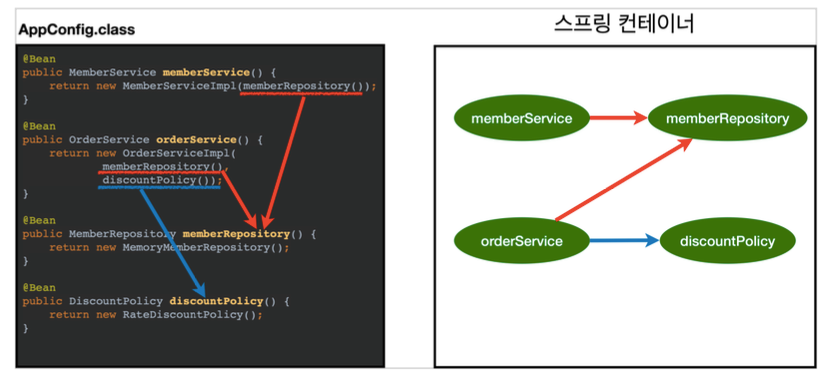 AppConfig.class
@Bean
public MemberService memberService() {
    return new MemberServiceImpl(memberRepository());
}
@Bean
public OrderService orderService() {
    return new OrderServiceImpl(
            memberRepository(),
            discountPolicy());
}
@Bean
public MemberRepository memberRepository() {
    return new MemoryMemberRepository();
}
@Bean
public DiscountPolicy discountPolicy() {
    return new RateDiscountPolicy();
}
스프링 컨테이너
memberService
memberRepository
orderService
discountPolicy